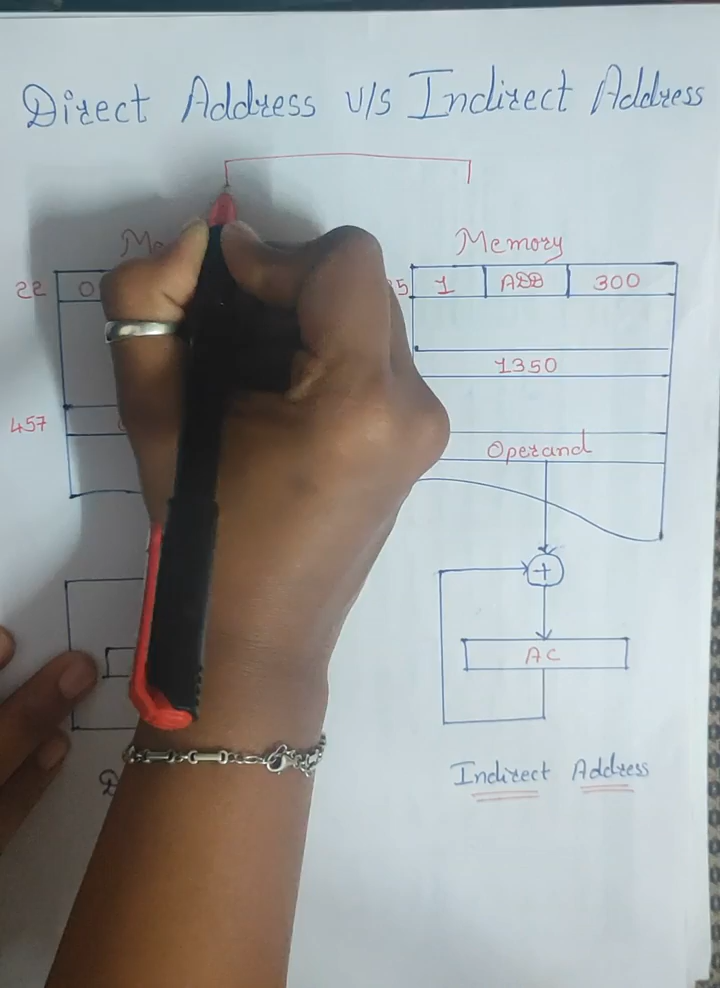 Direct Address v/s Indirect Address
Memory
22 0
1 ADD 300
1350
457
Operand
+
AC
Indirect Address